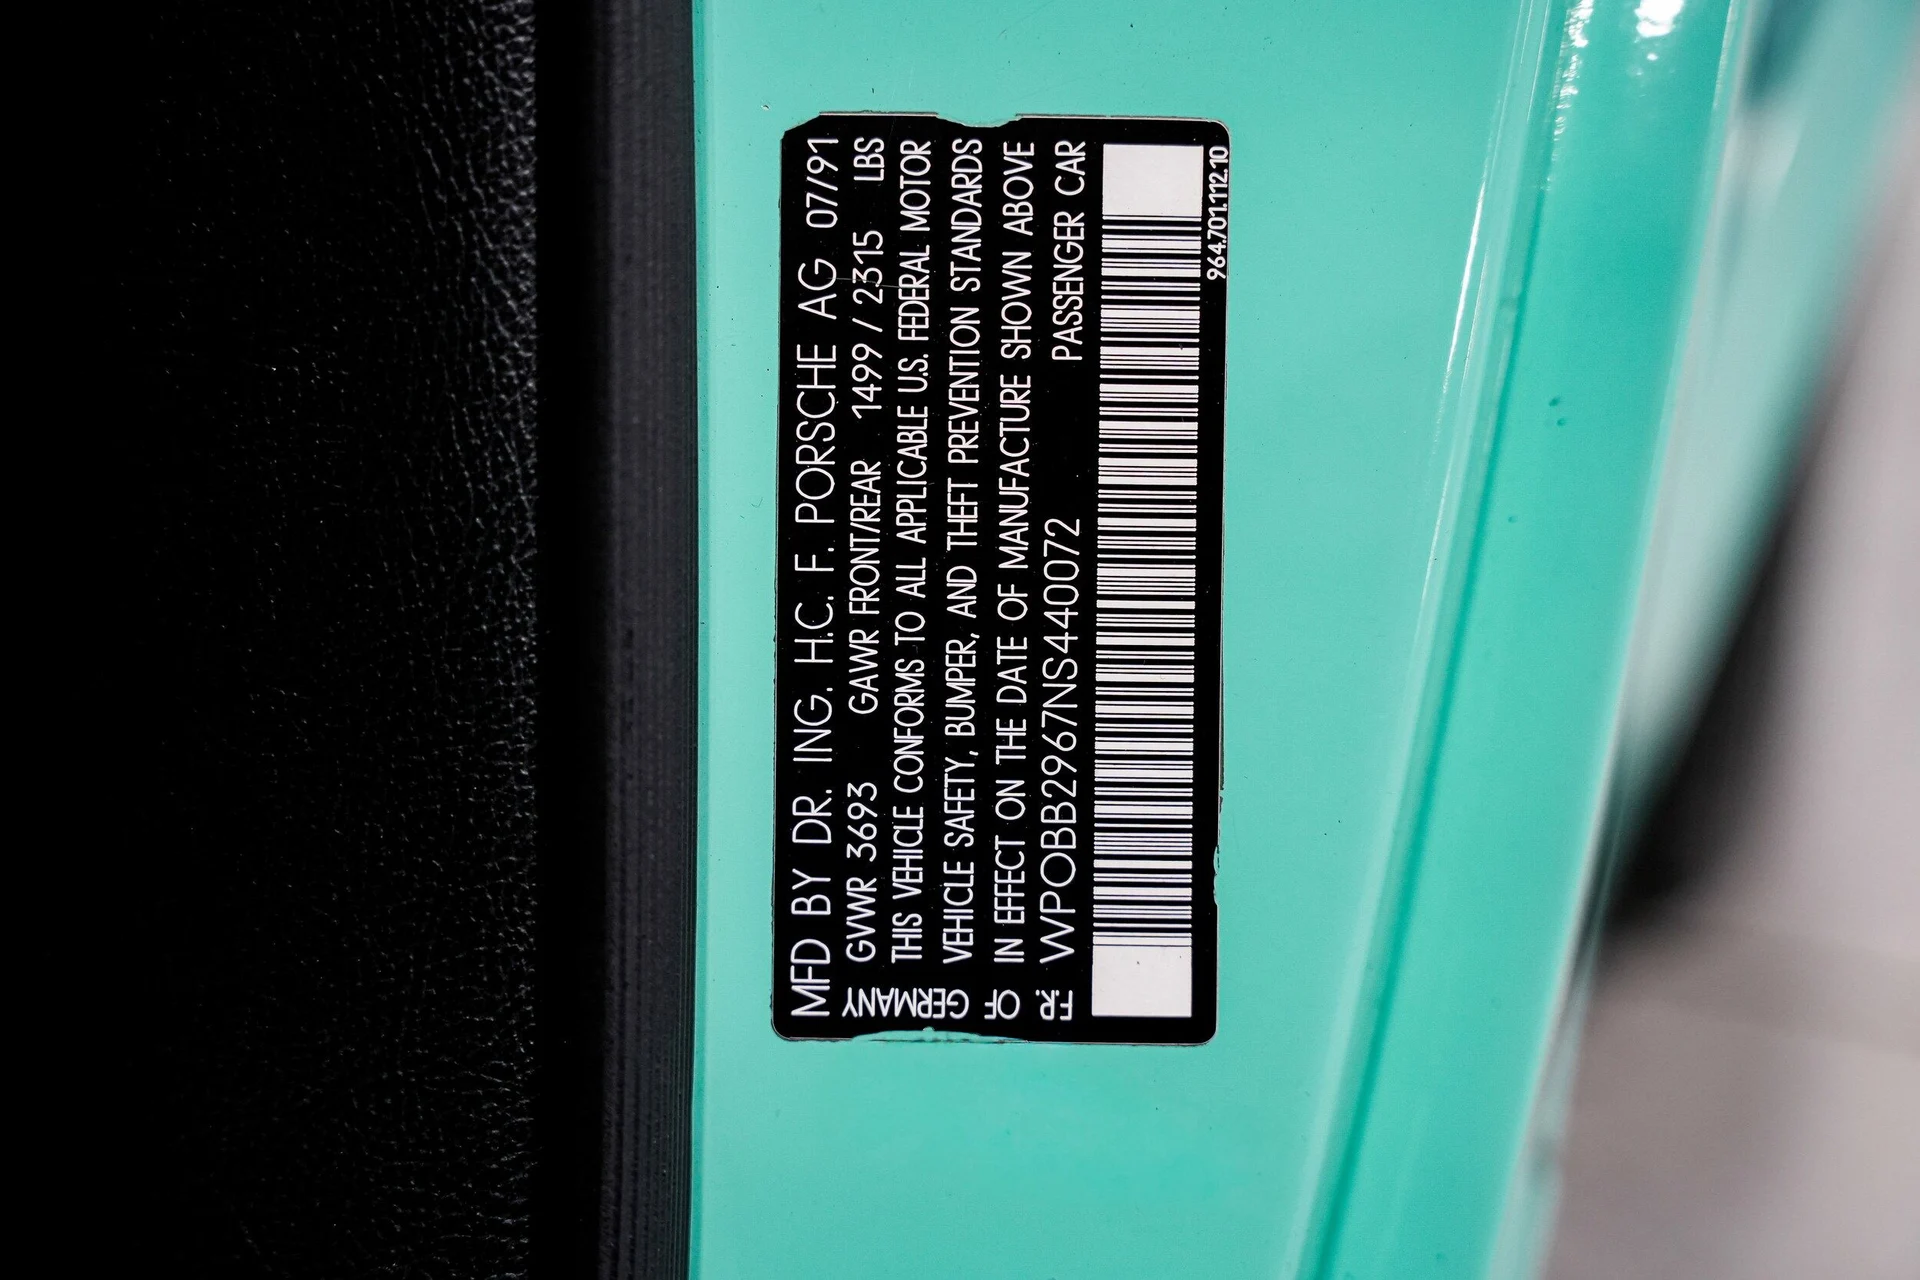 MFD BY DR. ING. H.C. F. PORSCHE AG 07/91
GVWR 3693 GAWR FRONT/REAR 1499 / 2315 LBS
THIS VEHICLE CONFORMS TO ALL APPLICABLE U.S. FEDERAL MOTOR
VEHICLE SAFETY, BUMPER, AND THEFT PREVENTION STANDARDS
IN EFFECT ON THE DATE OF MANUFACTURE SHOWN ABOVE
WPOBB2967NS440072 PASSENGER CAR
F.R. OF GERMANY
964.701.112.10